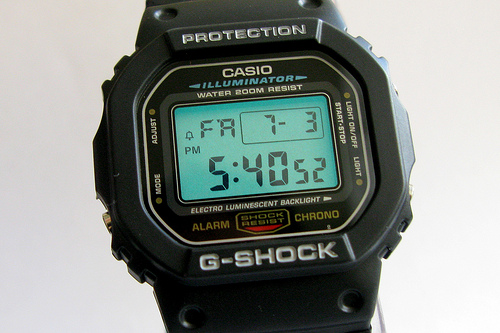 PROTECTION
CASIO
ILLUMINATOR
WATER 200M RESIST
ADJUST
MODE
FR 7-3
PM
5:40 52
LIGHT ON/OFF
START·STOP
LIGHT
ELECTRO LUMINESCENT BACKLIGHT
ALARM SHOCK RESIST CHRONO
G-SHOCK